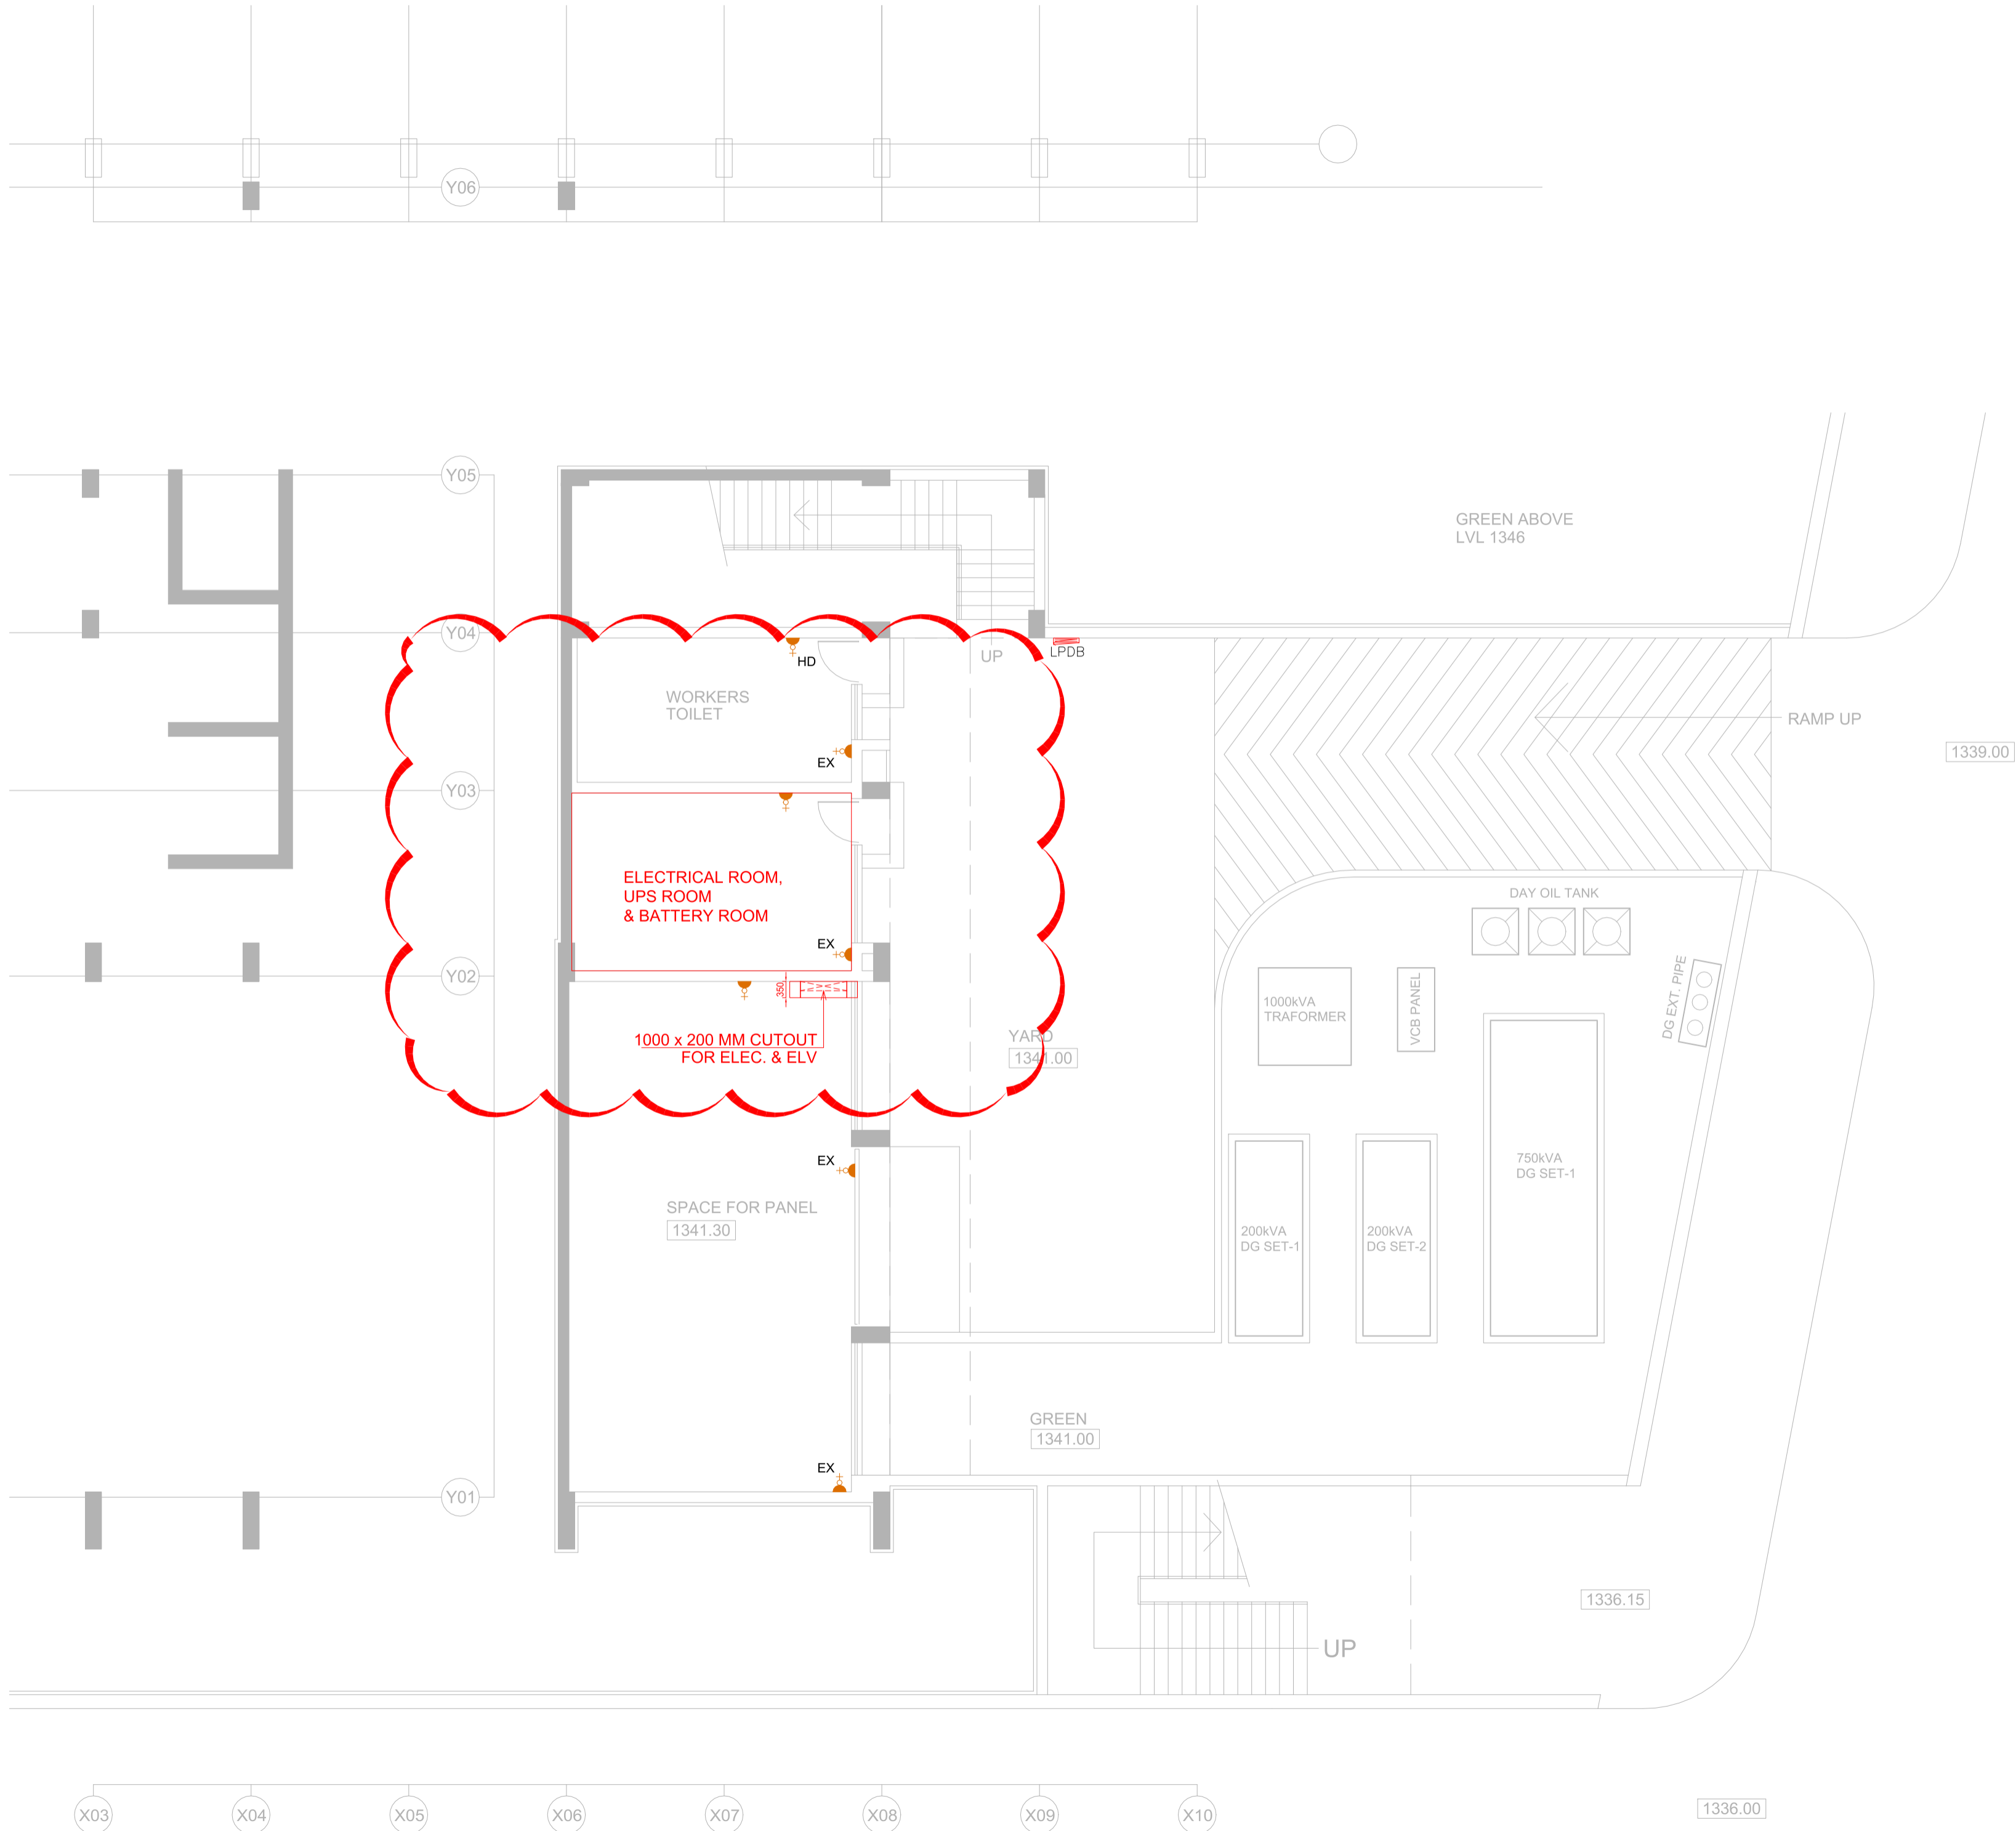 Y06
Y05
GREEN ABOVE
LVL 1346
Y04
HD
UP
LPDB
WORKERS
TOILET
RAMP UP
1339.00
EX
Y03
ELECTRICAL ROOM,
UPS ROOM
& BATTERY ROOM
DAY OIL TANK
EX
Y02
350
DG EXT. PIPE
1000kVA
TRAFORMER
VCB PANEL
1000 x 200 MM CUTOUT
FOR ELEC. & ELV
YARD
1341.00
EX
750kVA
DG SET-1
SPACE FOR PANEL
1341.30
200kVA
DG SET-1
200kVA
DG SET-2
GREEN
1341.00
EX
Y01
1336.15
UP
X03
X04
X05
X06
X07
X08
X09
X10
1336.00